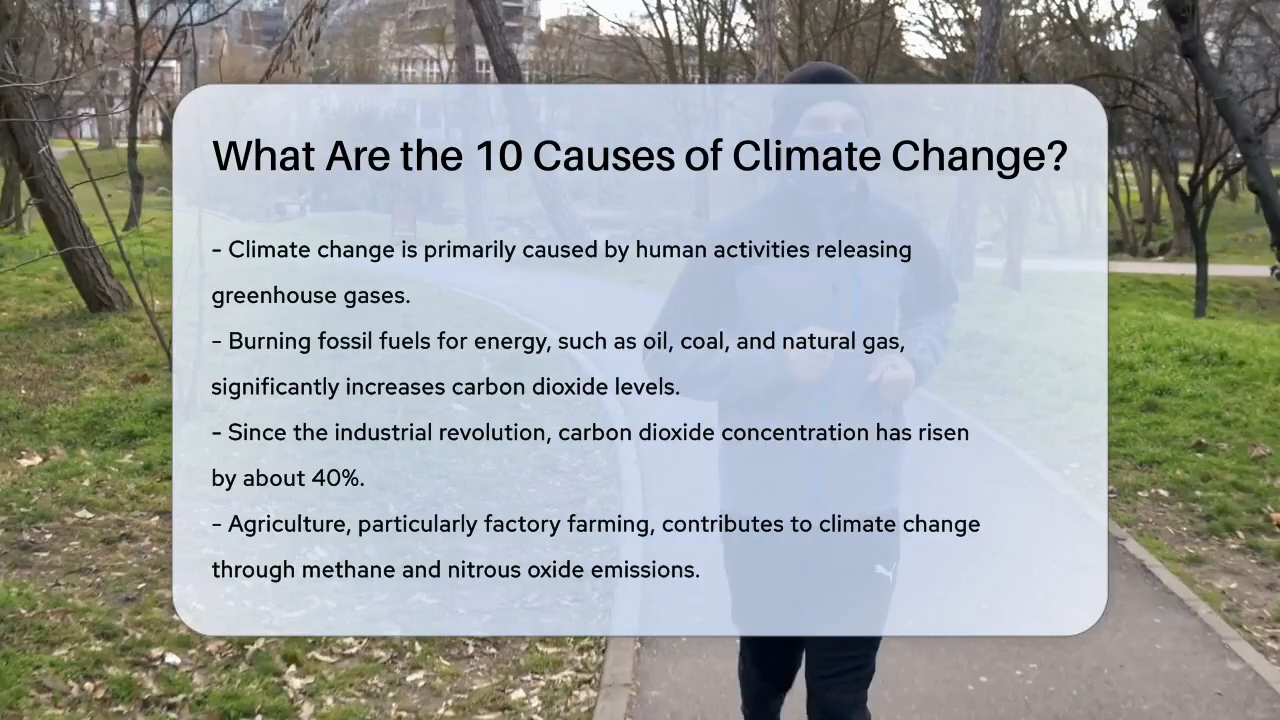 What Are the 10 Causes of Climate Change?
- Climate change is primarily caused by human activities releasing
greenhouse gases.
- Burning fossil fuels for energy, such as oil, coal, and natural gas,
significantly increases carbon dioxide levels.
- Since the industrial revolution, carbon dioxide concentration has risen
by about 40%.
- Agriculture, particularly factory farming, contributes to climate change
through methane and nitrous oxide emissions.